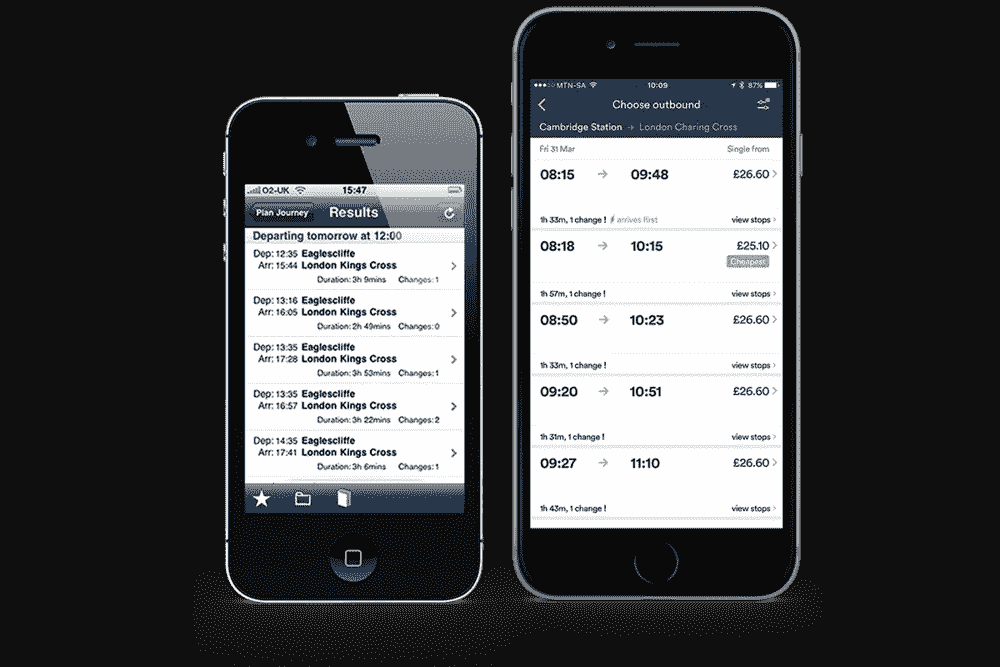 O2-UK 15:47
Plan Journey Results
Departing tomorrow at 12:00
Dep: 12:35 Eaglescliffe
Arr: 15:44 London Kings Cross
Duration: 3h 9mins Changes: 1
Dep: 13:16 Eaglescliffe
Arr: 16:05 London Kings Cross
Duration: 2h 49mins Changes: 0
Dep: 13:35 Eaglescliffe
Arr: 17:28 London Kings Cross
Duration: 3h 53mins Changes: 1
Dep: 13:35 Eaglescliffe
Arr: 16:57 London Kings Cross
Duration: 3h 22mins Changes: 2
Dep: 14:35 Eaglescliffe
Arr: 17:41 London Kings Cross
Duration: 3h 6mins Changes: 1
MTN-SA 10:09 87%
Choose outbound
Cambridge Station → London Charing Cross
Fri 31 Mar Single from
08:15 → 09:48 £26.60
1h 33m, 1 change ! arrives first view stops
08:18 → 10:15 £25.10
Cheapest
1h 57m, 1 change ! view stops
08:50 → 10:23 £26.60
1h 33m, 1 change ! view stops
09:20 → 10:51 £26.60
1h 31m, 1 change ! view stops
09:27 → 11:10 £26.60
1h 43m, 1 change ! view stops